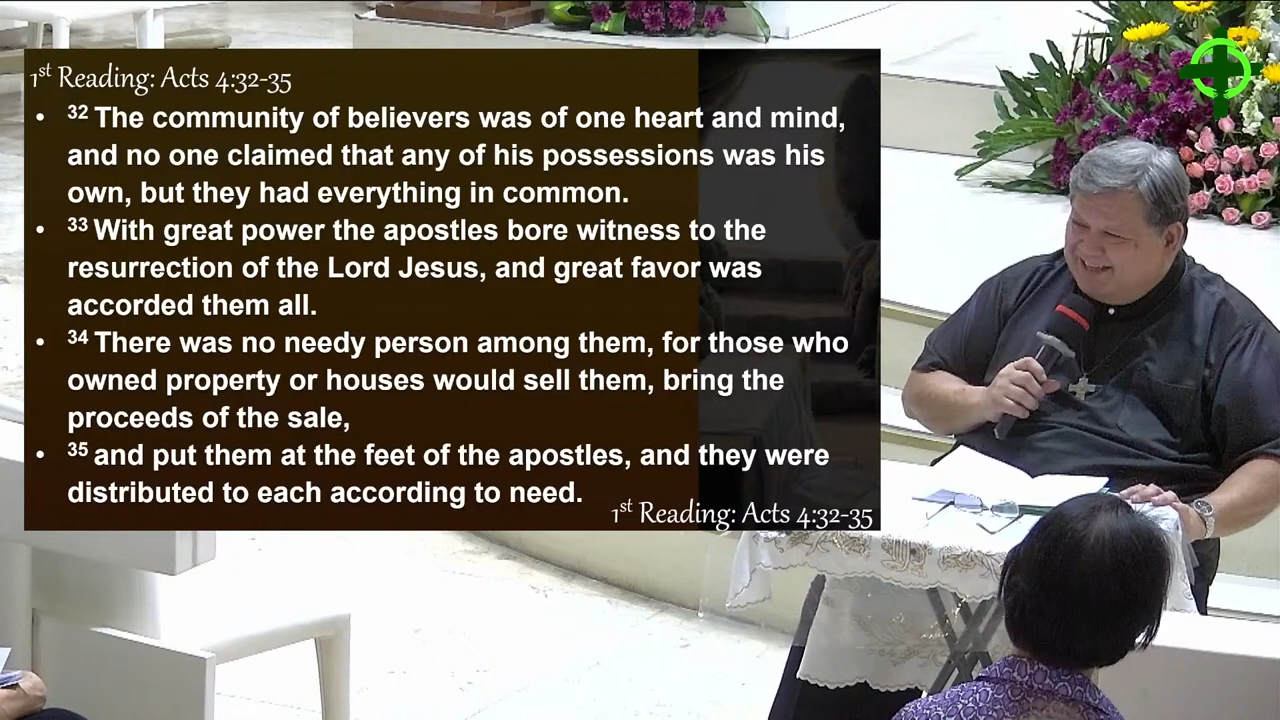 1st Reading: Acts 4:32-35
• 32 The community of believers was of one heart and mind,
and no one claimed that any of his possessions was his
own, but they had everything in common.
• 33 With great power the apostles bore witness to the
resurrection of the Lord Jesus, and great favor was
accorded them all.
• 34 There was no needy person among them, for those who
owned property or houses would sell them, bring the
proceeds of the sale,
• 35 and put them at the feet of the apostles, and they were
distributed to each according to need.
1st Reading: Acts 4:32-35